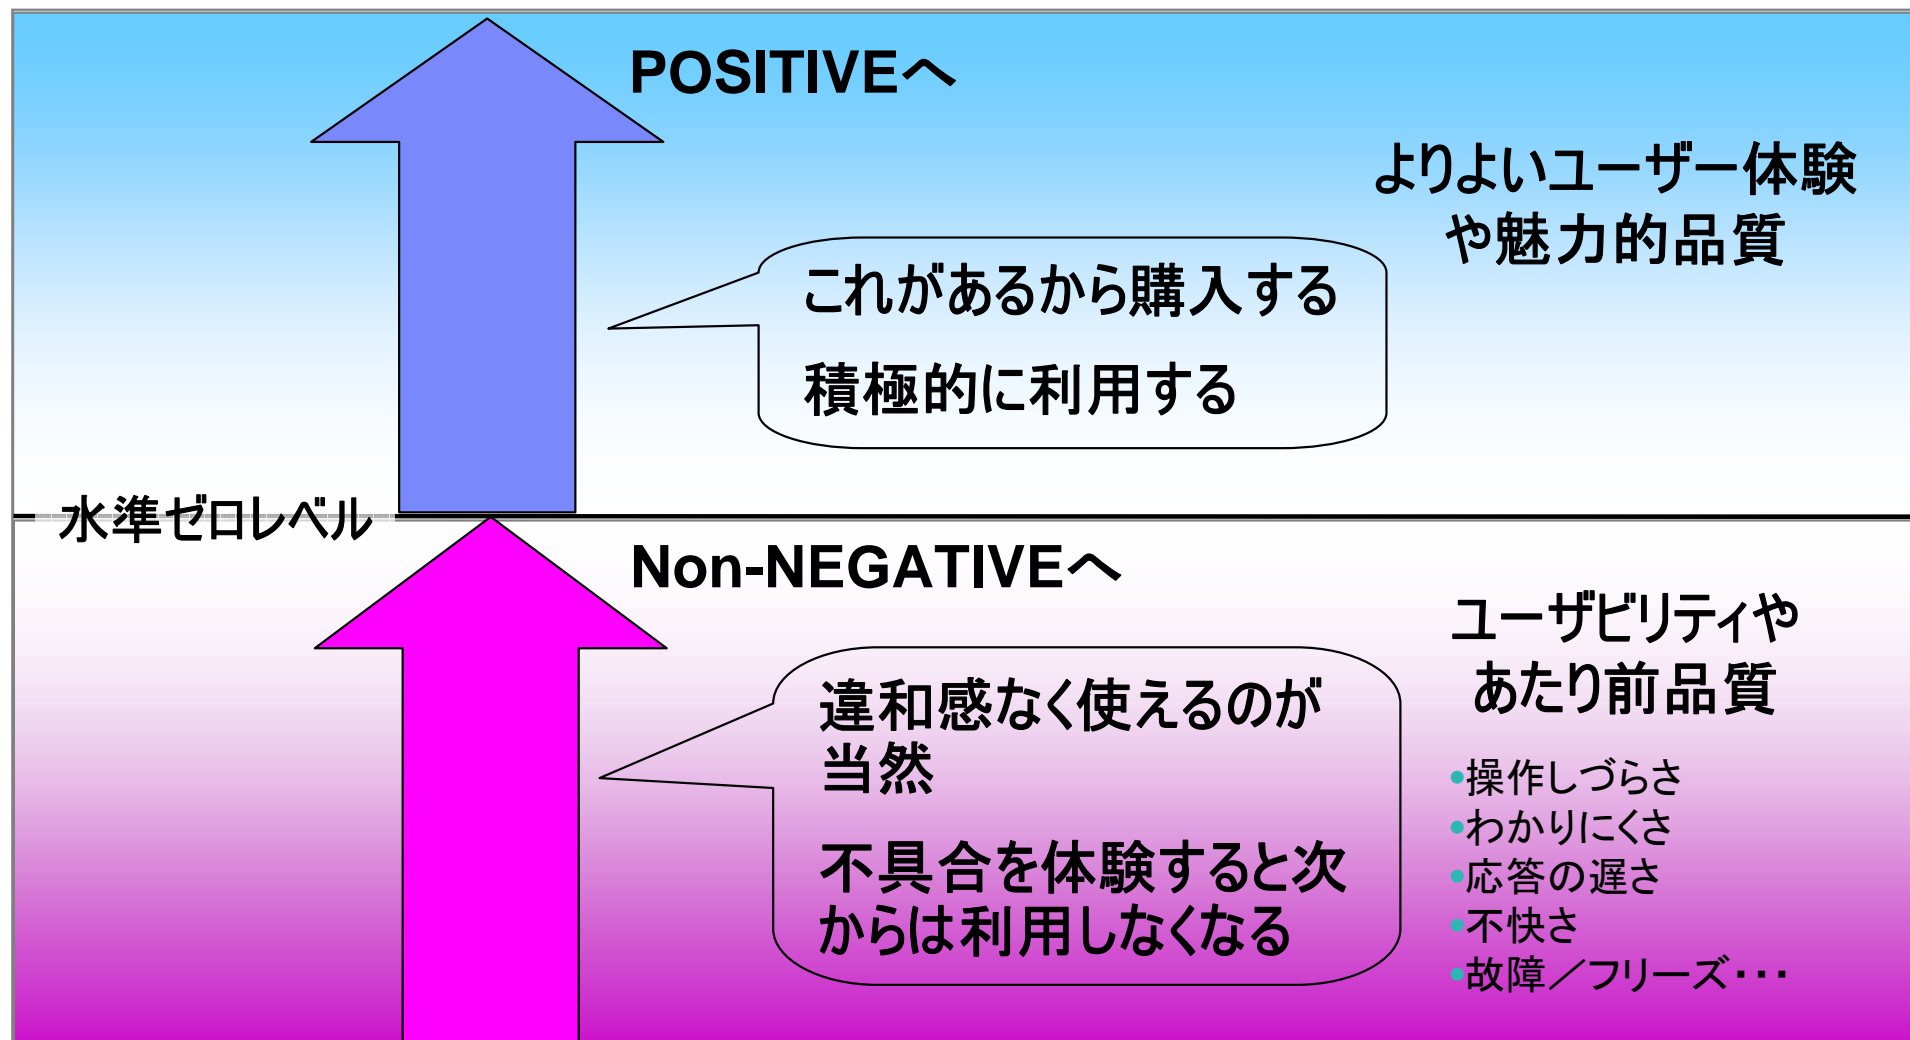 POSITIVEへ
よりよいユーザー体験
や魅力的品質
これがあるから購入する
積極的に利用する
水準ゼロレベル
Non-NEGATIVEへ
ユーザビリティや
あたり前品質
違和感なく使えるのが
当然
不具合を体験すると次
からは利用しなくなる
•操作しづらさ
•わかりにくさ
•応答の遅さ
•不快さ
•故障／フリーズ・・・